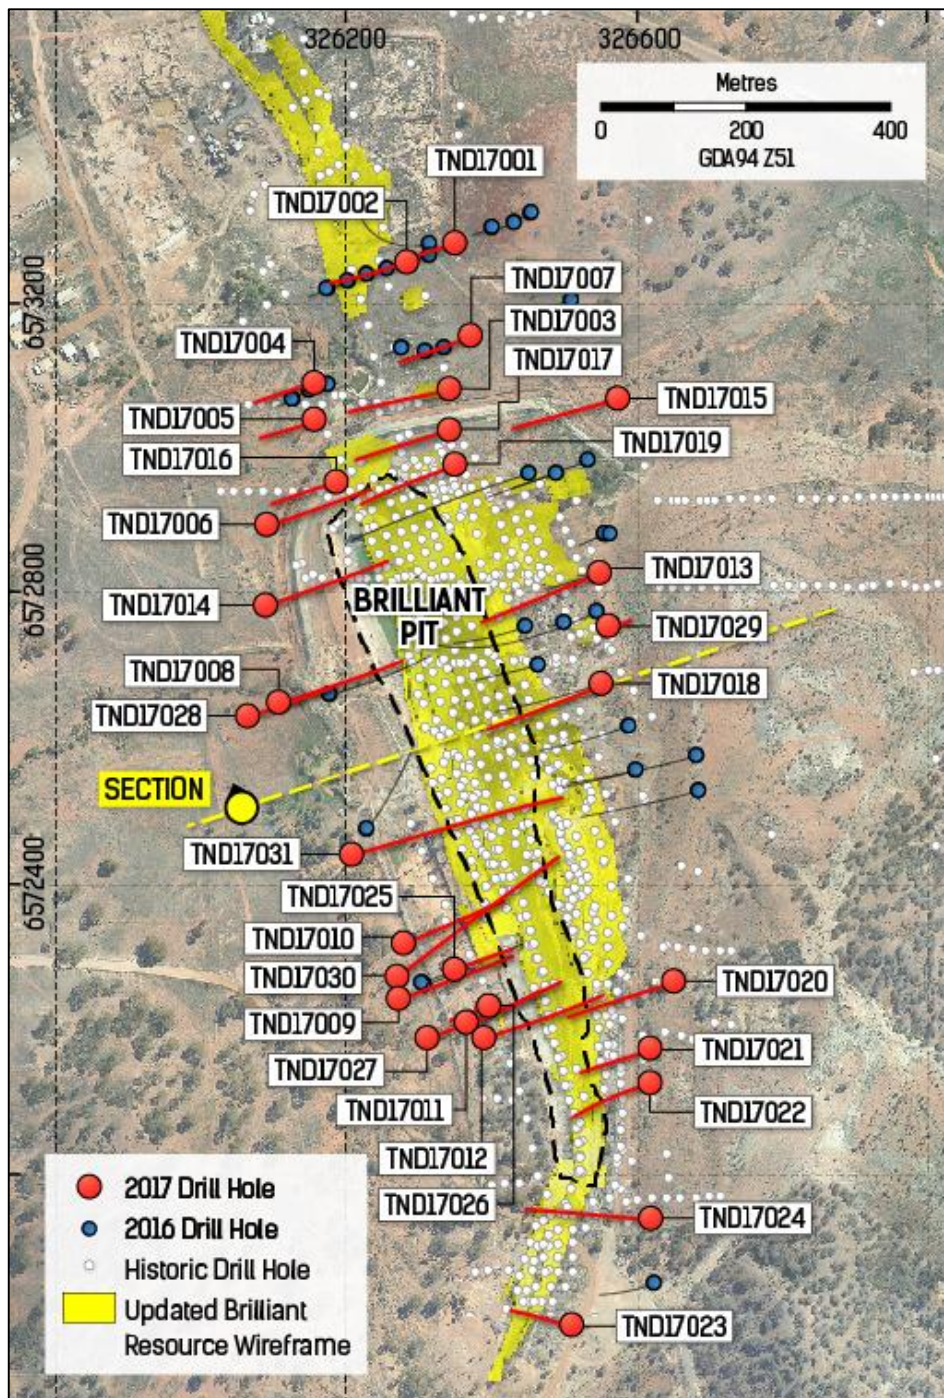 326200
326600
Metres
0 200 400
GDA94 Z51
TND17001
TND17002
TND17007
6573200
TND17003
TND17004
TND17017
TND17015
TND17005
TND17019
TND17016
TND17006
TND17013
6572800
TND17014
BRILLIANT
PIT
TND17029
TND17008
TND17018
TND17028
SECTION
TND17031
6572400
TND17025
TND17010
TND17030
TND17020
TND17009
TND17021
TND17027
TND17022
TND17011
TND17012
TND17026
TND17024
TND17023
2017 Drill Hole
2016 Drill Hole
Historic Drill Hole
Updated Brilliant
Resource Wireframe